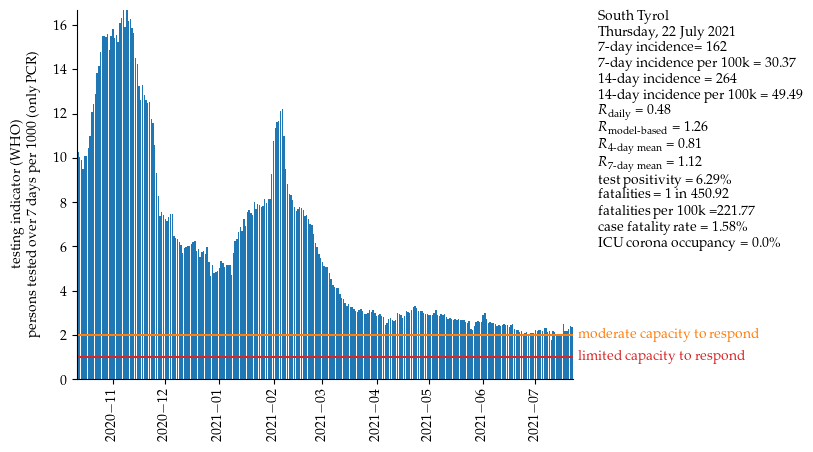 testing indicator (WHO)
persons tested over 7 days per 1000 (only PCR)
16
14
12
10
8
6
4
2
0
2020−11
2020−12
2021−01
2021−02
2021−03
2021−04
2021−05
2021−06
2021−07
moderate capacity to respond
limited capacity to respond
South Tyrol
Thursday, 22 July 2021
7-day incidence= 162
7-day incidence per 100k = 30.37
14-day incidence = 264
14-day incidence per 100k = 49.49
R daily = 0.48
R model-based = 1.26
R 4-day mean = 0.81
R 7-day mean = 1.12
test positivity = 6.29%
fatalities = 1 in 450.92
fatalities per 100k =221.77
case fatality rate = 1.58%
ICU corona occupancy = 0.0%